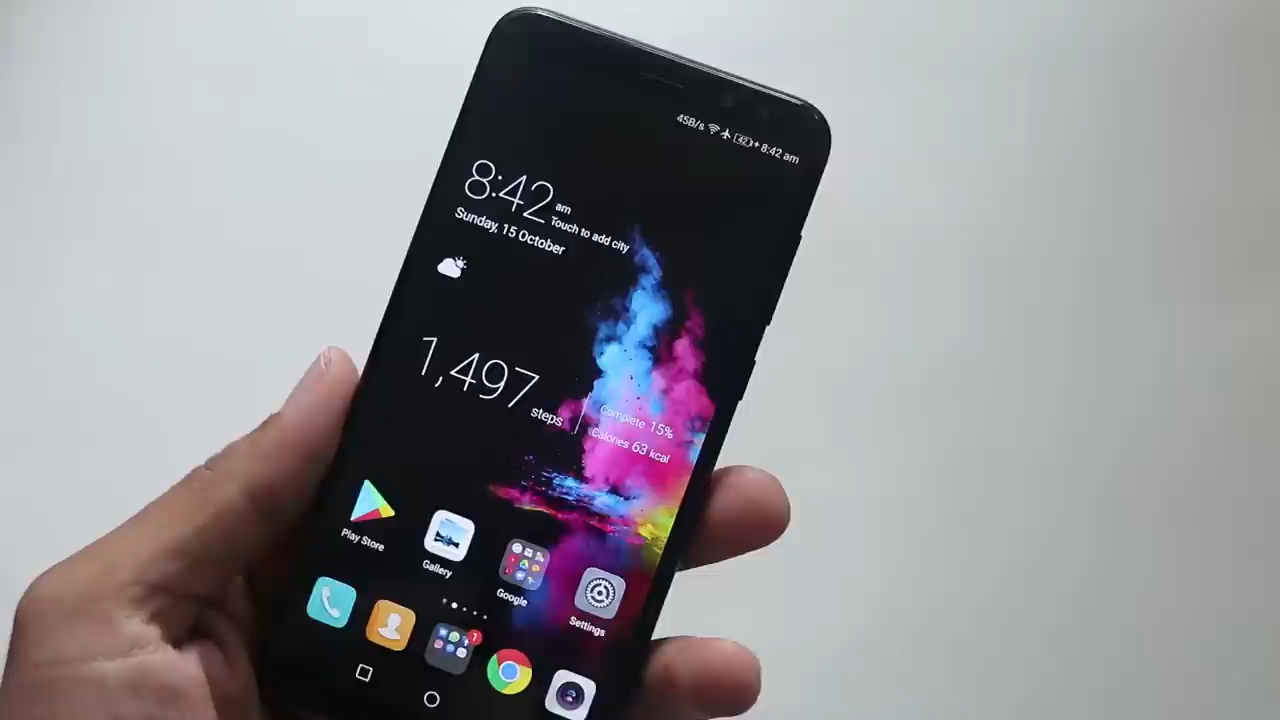 45B/s 42 8:42 am
8:42 am
Touch to add city
Sunday, 15 October
1,497 steps
Complete 15%
Calories 63 kcal
Play Store
Gallery
Google
Settings
7